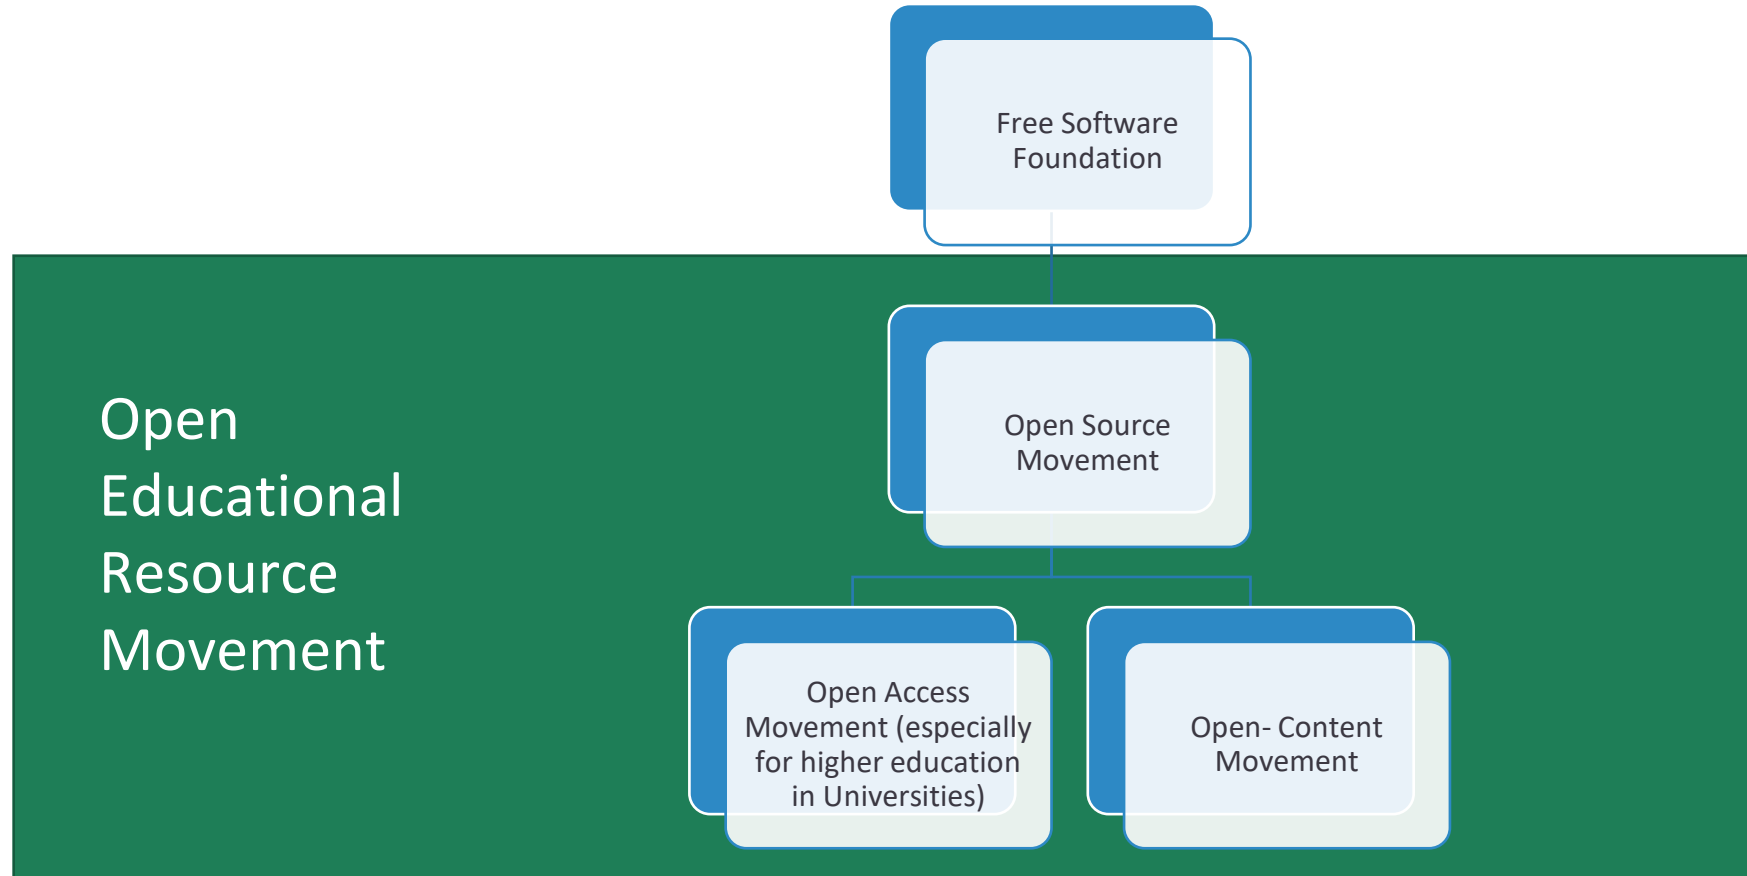 Free Software
Foundation
Open
Educational
Resource
Movement
Open Source
Movement
Open Access
Movement (especially
for higher education
in Universities)
Open- Content
Movement